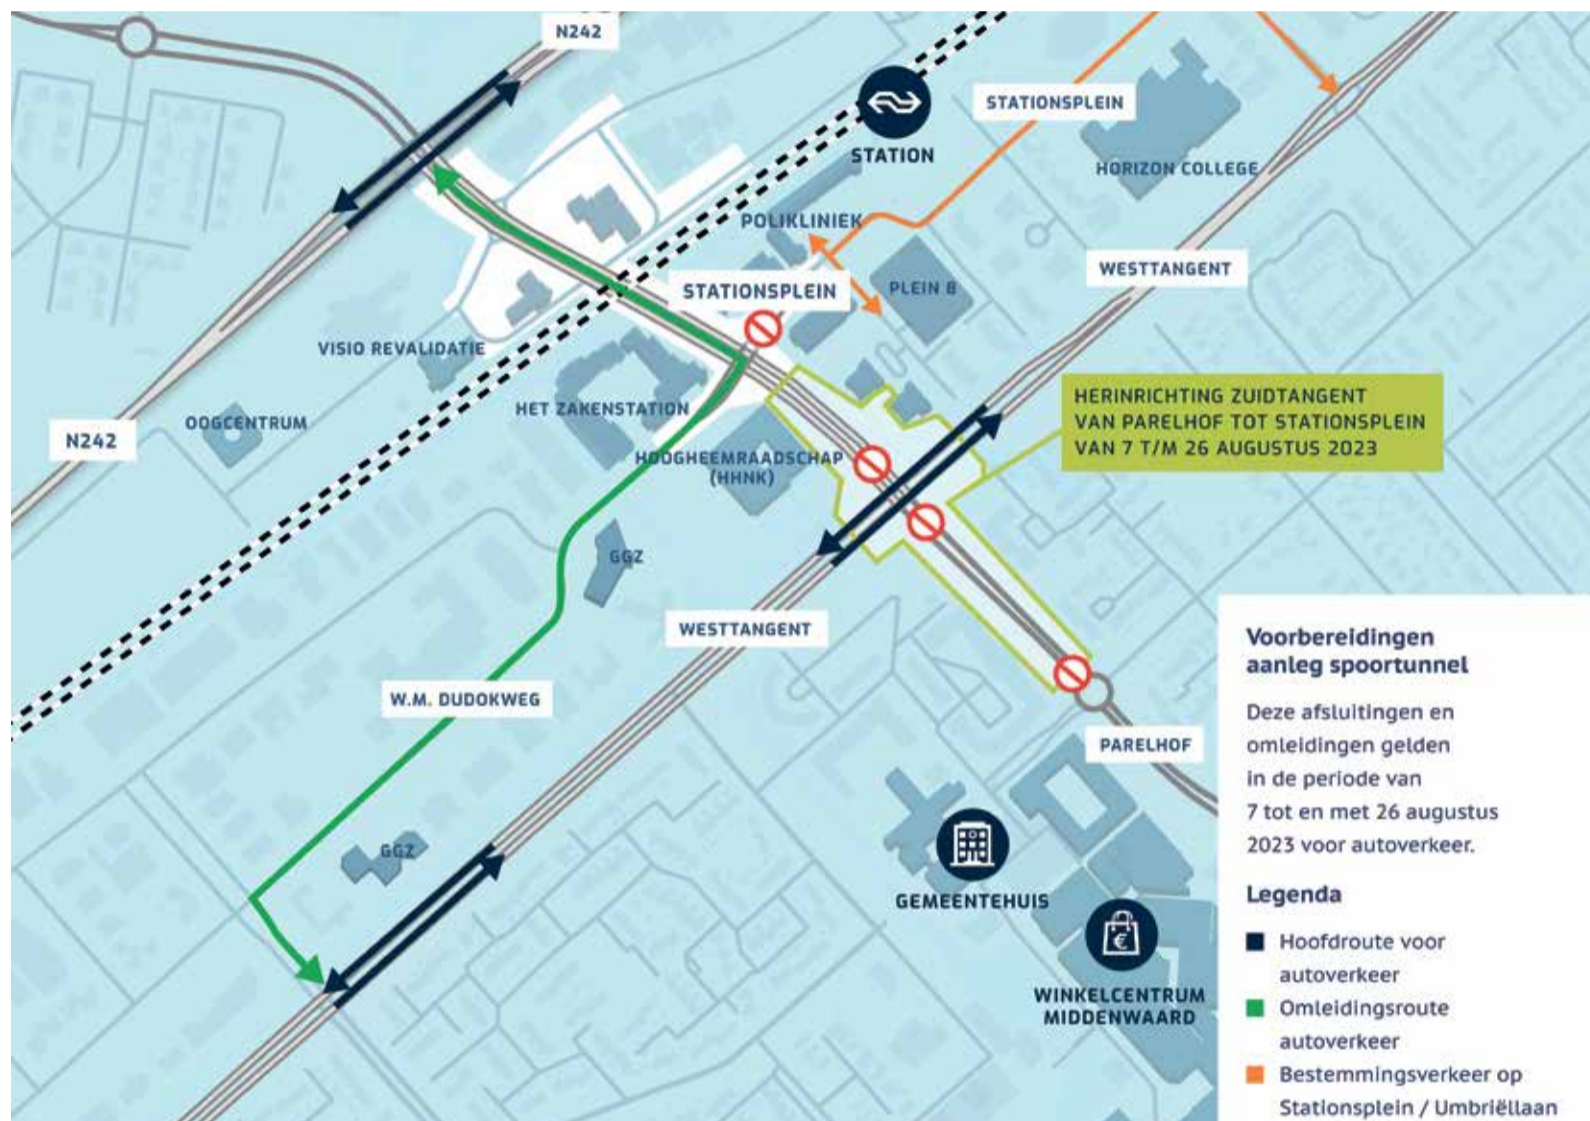 N242
STATION
STATIONSPLEIN
HORIZON COLLEGE
POLIKLINIEK
WESTTANGENT
STATIONSPLEIN
PLEIN 8
VISIO REVALIDATIE
HET ZAKENSTATION
OOGCENTRUM
N242
HOOGHEEMRAADSCHAP
(HHNK)
HERINRICHTING ZUIDTANGENT
VAN PARELHOF TOT STATIONSPLEIN
VAN 7 T/M 26 AUGUSTUS 2023
GGZ
WESTTANGENT
W.M. DUDOKWEG
PARELHOF
GGZ
GEMEENTEHUIS
€
WINKELCENTRUM
MIDDENWAARD
Voorbereidingen
aanleg spoortunnel
Deze afsluitingen en
omleidingen gelden
in de periode van
7 tot en met 26 augustus
2023 voor autoverkeer.
Legenda
Hoofdroute voor
autoverkeer
Omleidingsroute
autoverkeer
Bestemmingsverkeer op
Stationsplein / Umbriëllaan